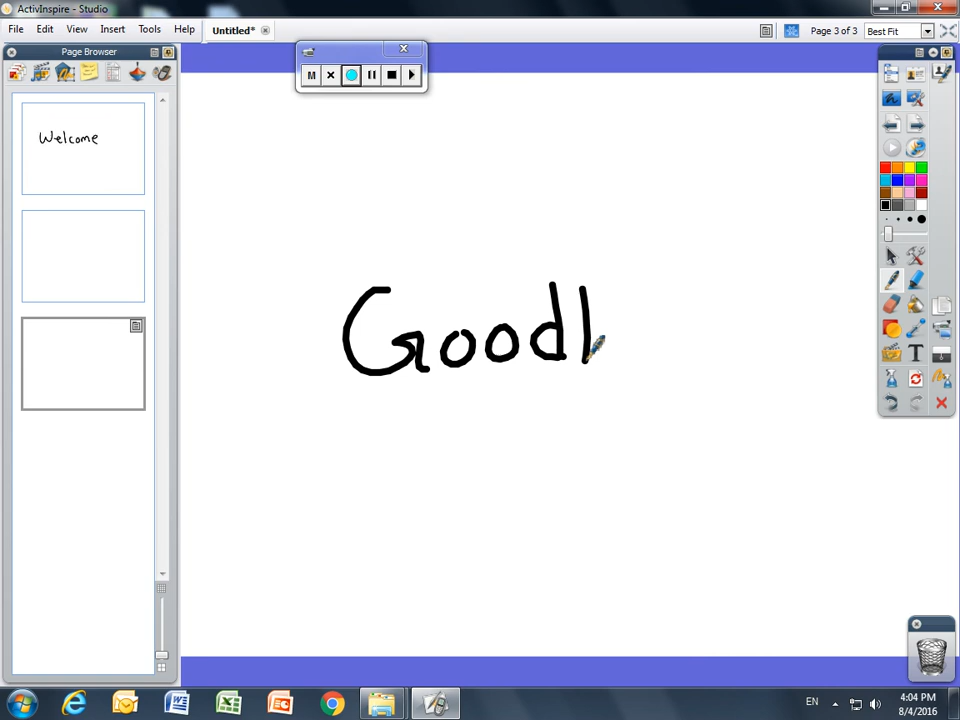 ActivInspire - Studio
File Edit View Insert Tools Help Untitled* Page 3 of 3 Best Fit
Page Browser
M
Welcome
Goodl
T
EN
4:04 PM
8/4/2016